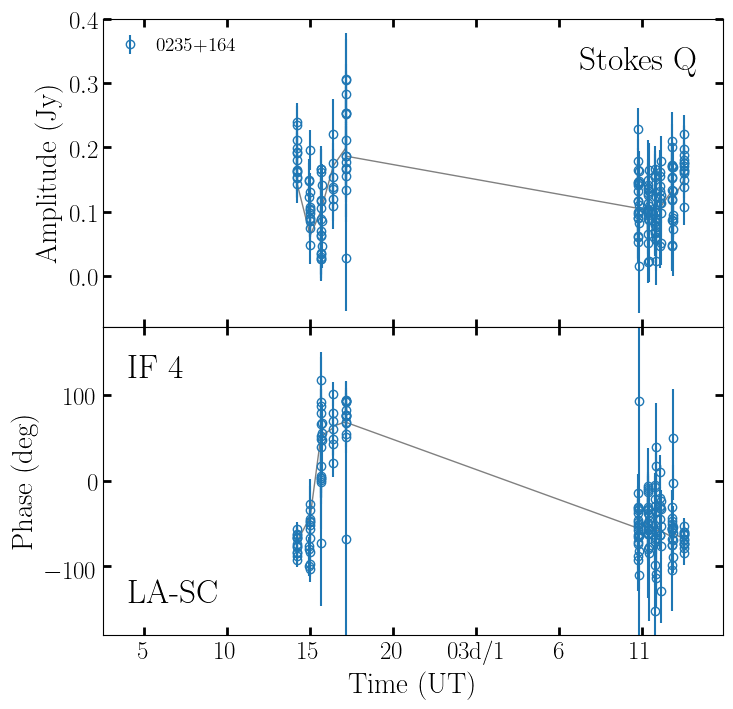 0235+164
Stokes Q
0.4
0.3
0.2
0.1
0.0
Amplitude (Jy)
IF 4
LA-SC
100
0
−100
Phase (deg)
5 10 15 20 03d/1 6 11
Time (UT)